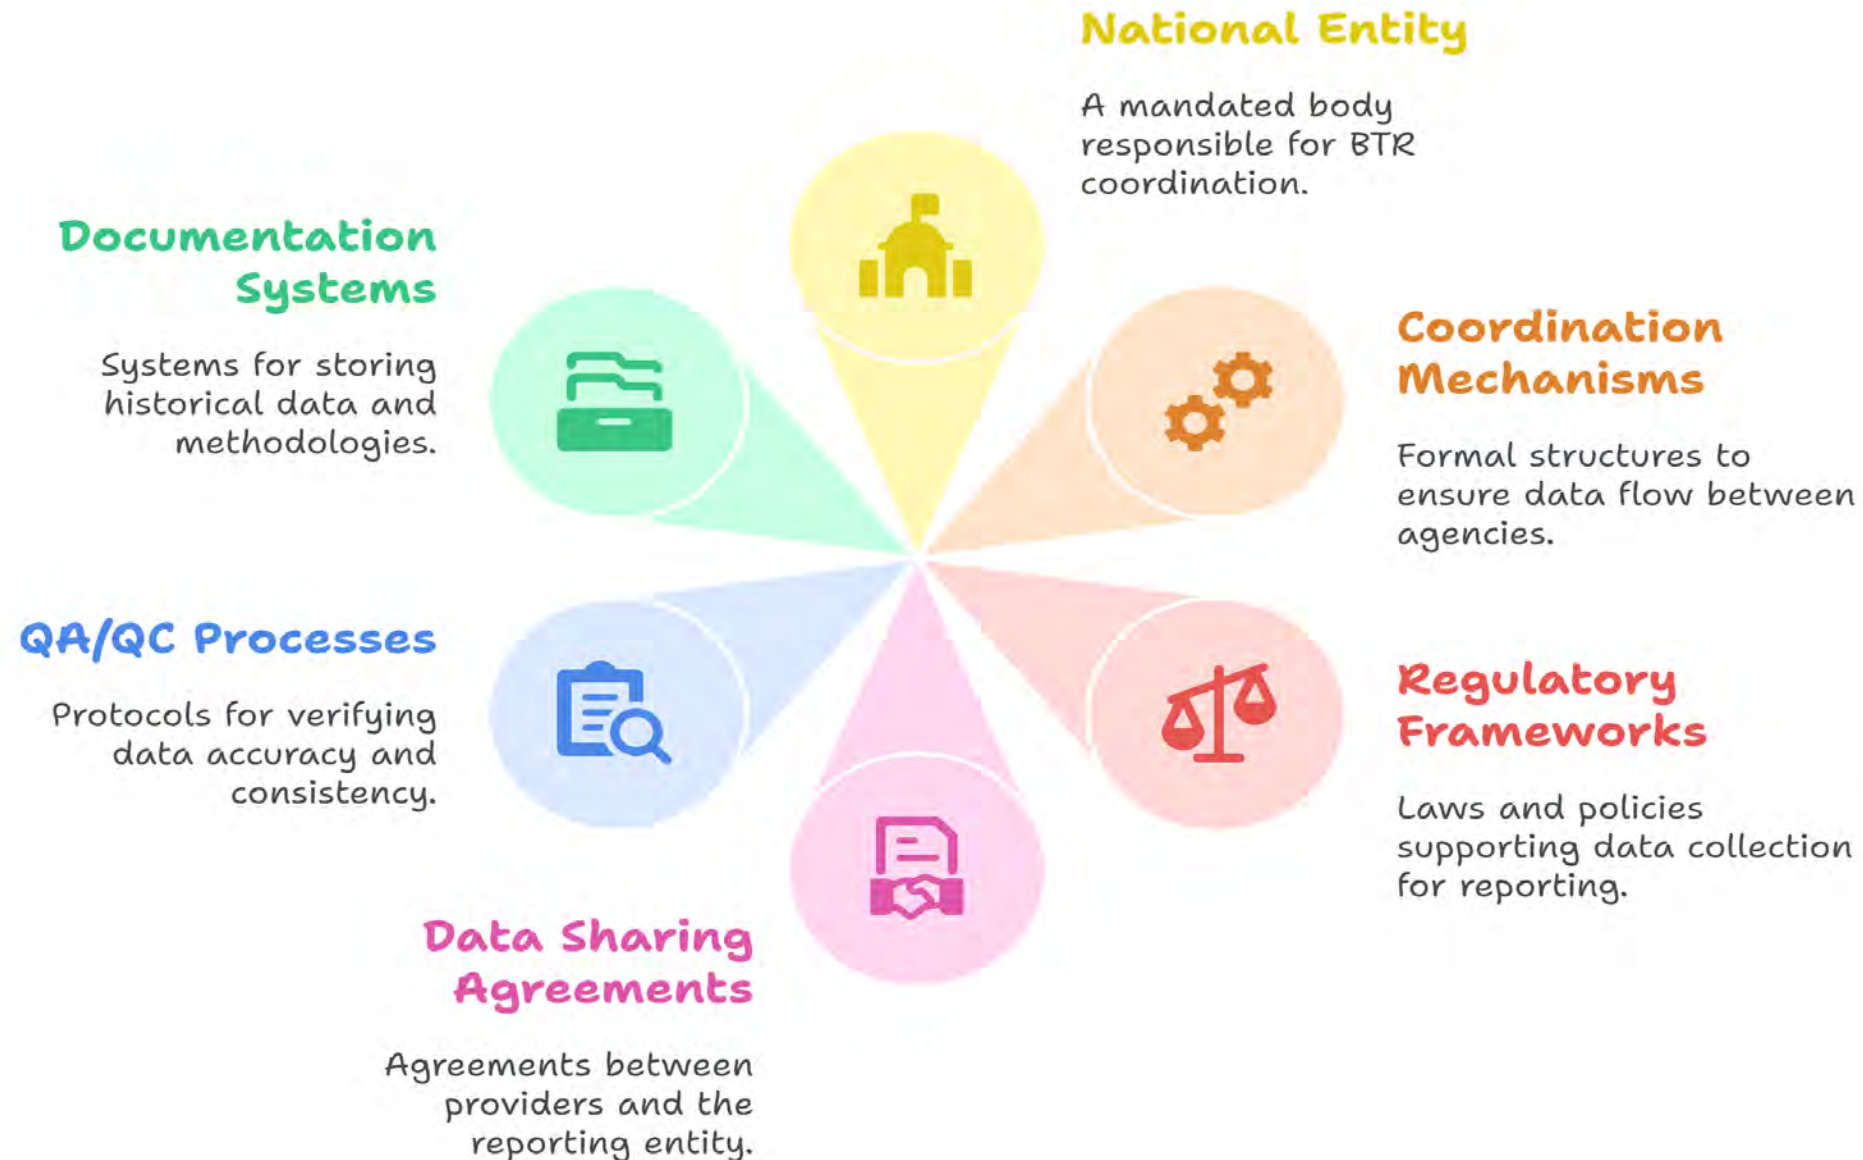 National Entity
A mandated body
responsible for BTR
coordination.
Coordination
Mechanisms
Formal structures to
ensure data flow between
agencies.
Regulatory
Frameworks
Laws and policies
supporting data collection
for reporting.
Data Sharing
Agreements
Agreements between
providers and the
reporting entity.
QA/QC Processes
Protocols for verifying
data accuracy and
consistency.
Documentation
Systems
Systems for storing
historical data and
methodologies.